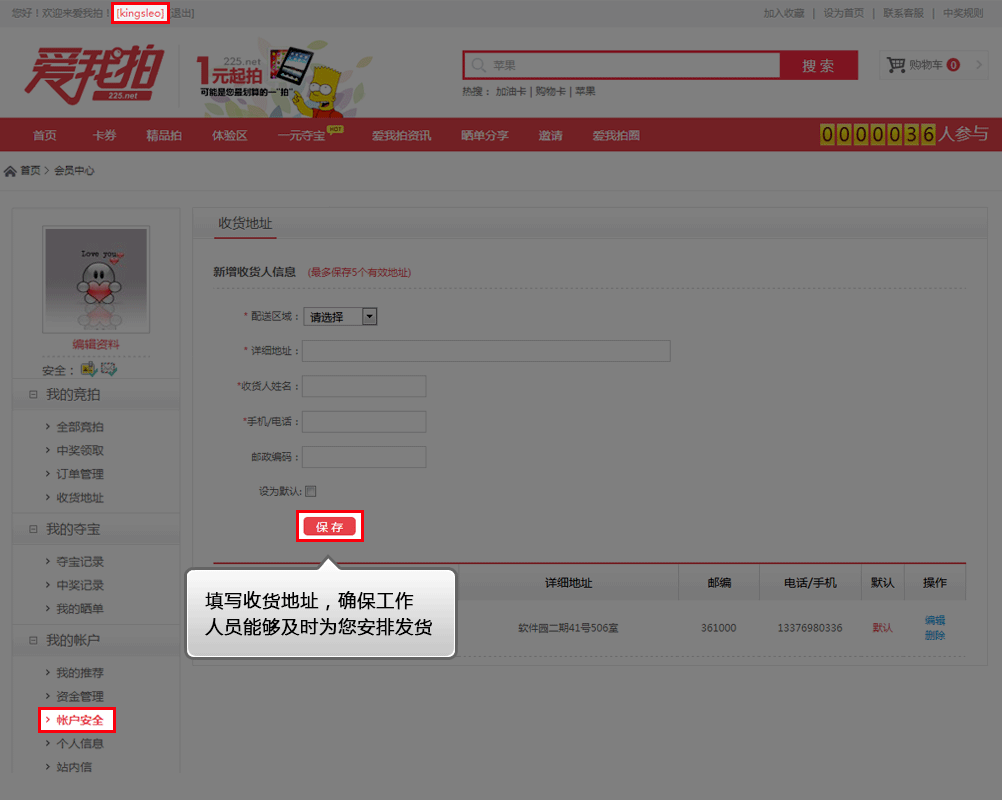 您好！欢迎来爱我拍！[kingsleo] [退出]
加入收藏 | 设为首页 | 联系客服 | 中奖规则
爱我拍
225.net
225.net
1元起拍
可能是您最划算的一"拍"
苹果
搜索
热搜：加油卡 | 购物卡 | 苹果
购物车 0
首页 卡券 精品拍 体验区 一元夺宝 HOT 爱我拍资讯 晒单分享 邀请 爱我拍圈
0000036人参与
首页 > 会员中心
Love you
编辑资料
安全：
我的竞拍
全部竞拍
中奖领取
订单管理
收货地址
我的夺宝
夺宝记录
中奖记录
我的晒单
我的帐户
我的推荐
资金管理
帐户安全
个人信息
站内信
收货地址
新增收货人信息 (最多保存5个有效地址)
* 配送区域： 请选择
* 详细地址：
*收货人姓名：
*手机/电话：
邮政编码：
设为默认:
保存
填写收货地址，确保工作
人员能够及时为您安排发货
详细地址 邮编 电话/手机 默认 操作
软件园二期41号506室 361000 13376980336 默认 编辑
删除